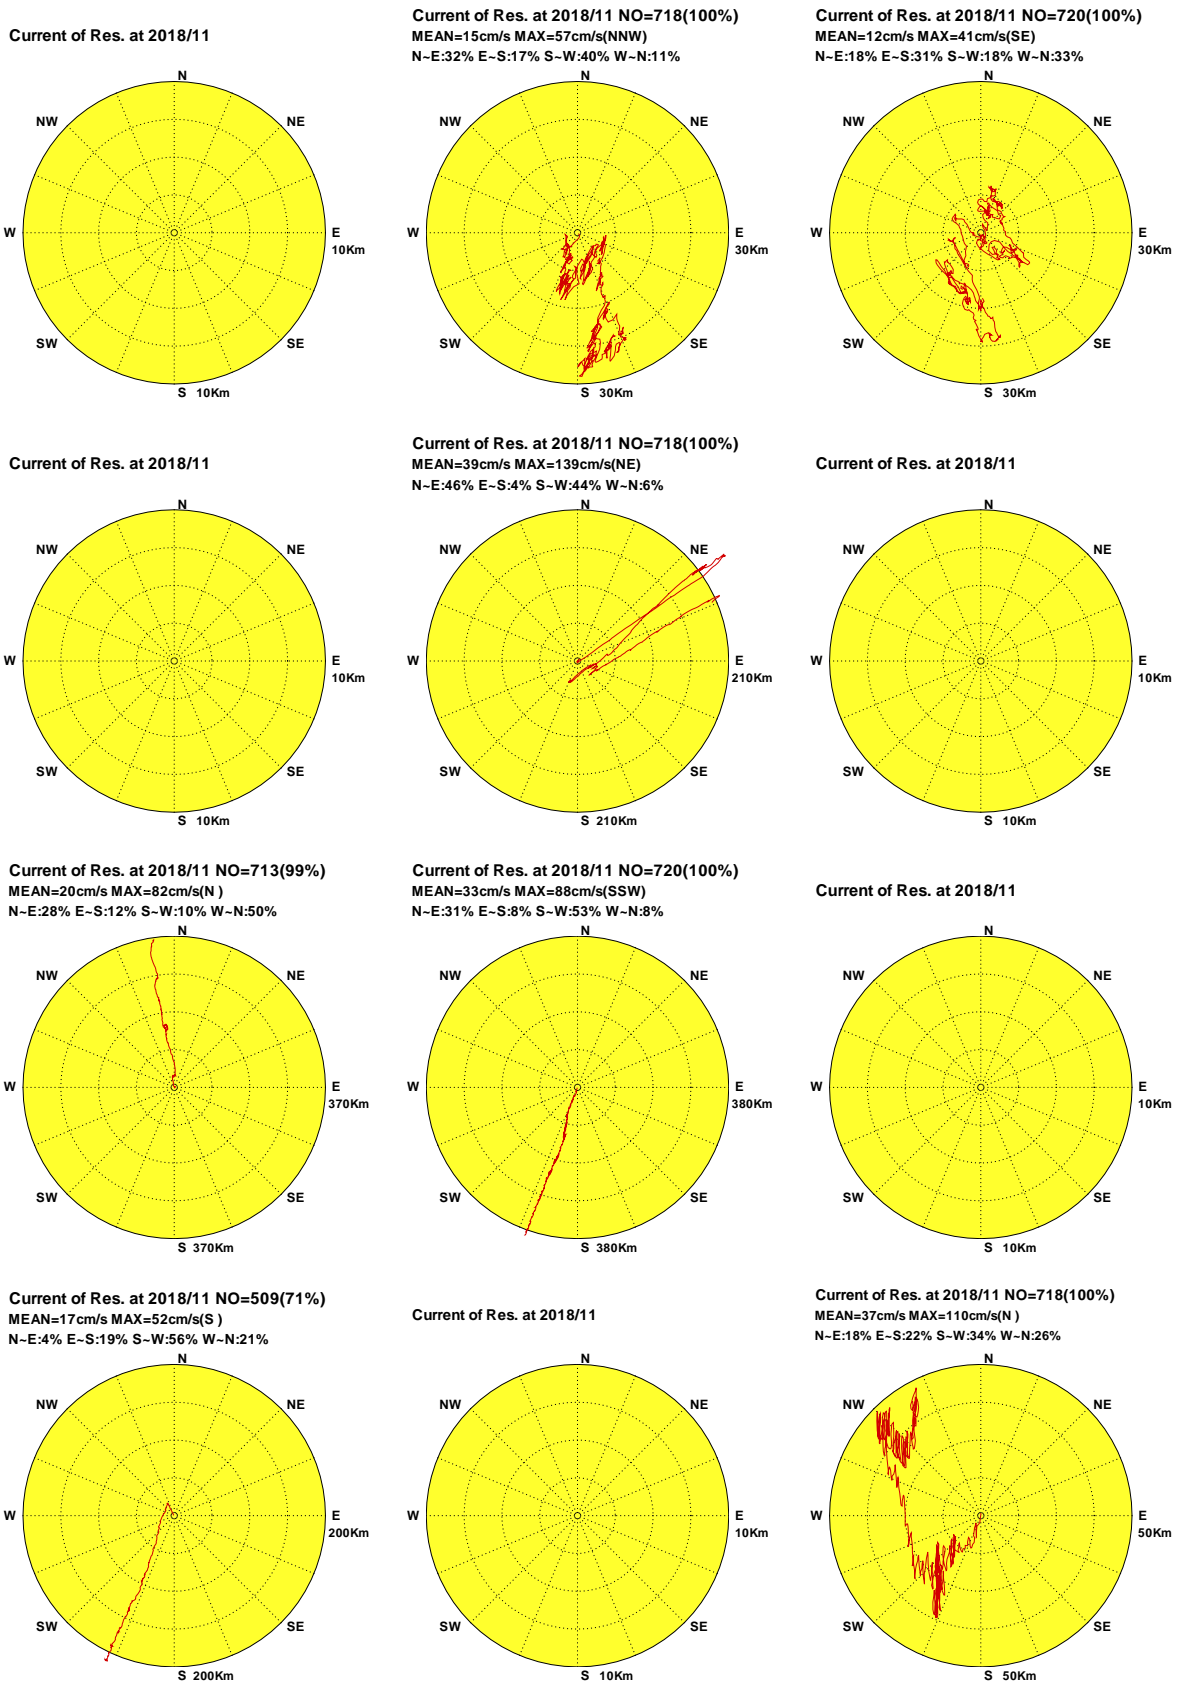 Current of Res. at 2018/11
N
NW
NE
W
E
10Km
SW
SE
S 10Km
Current of Res. at 2018/11 NO=718(100%)
MEAN=15cm/s MAX=57cm/s(NNW)
N~E:32% E~S:17% S~W:40% W~N:11%
N
NW
NE
W
E
30Km
SW
SE
S 30Km
Current of Res. at 2018/11 NO=720(100%)
MEAN=12cm/s MAX=41cm/s(SE)
N~E:18% E~S:31% S~W:18% W~N:33%
N
NW
NE
W
E
30Km
SW
SE
S 30Km
Current of Res. at 2018/11
N
NW
NE
W
E
10Km
SW
SE
S 10Km
Current of Res. at 2018/11 NO=718(100%)
MEAN=39cm/s MAX=139cm/s(NE)
N~E:46% E~S:4% S~W:44% W~N:6%
N
NW
NE
W
E
210Km
SW
SE
S 210Km
Current of Res. at 2018/11
N
NW
NE
W
E
10Km
SW
SE
S 10Km
Current of Res. at 2018/11 NO=713(99%)
MEAN=20cm/s MAX=82cm/s(N )
N~E:28% E~S:12% S~W:10% W~N:50%
N
NW
NE
W
E
370Km
SW
SE
S 370Km
Current of Res. at 2018/11 NO=720(100%)
MEAN=33cm/s MAX=88cm/s(SSW)
N~E:31% E~S:8% S~W:53% W~N:8%
N
NW
NE
W
E
380Km
SW
SE
S 380Km
Current of Res. at 2018/11
N
NW
NE
W
E
10Km
SW
SE
S 10Km
Current of Res. at 2018/11 NO=509(71%)
MEAN=17cm/s MAX=52cm/s(S )
N~E:4% E~S:19% S~W:56% W~N:21%
N
NW
NE
W
E
200Km
SW
SE
S 200Km
Current of Res. at 2018/11
N
NW
NE
W
E
10Km
SW
SE
S 10Km
Current of Res. at 2018/11 NO=718(100%)
MEAN=37cm/s MAX=110cm/s(N )
N~E:18% E~S:22% S~W:34% W~N:26%
N
NW
NE
W
E
50Km
SW
SE
S 50Km